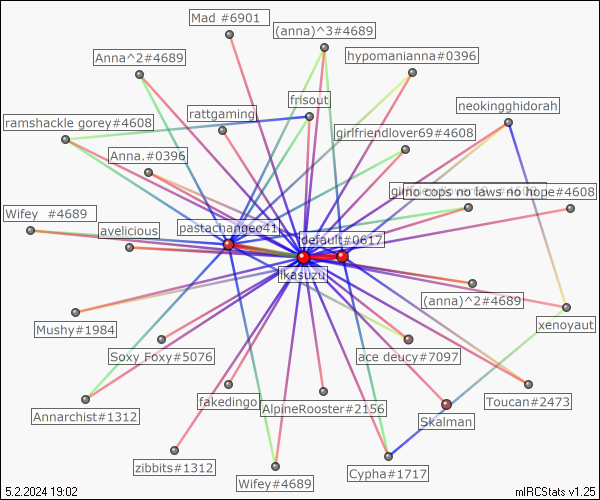 Mad #6901
(anna)^3#4689
Anna^2#4689
hypomanianna#0396
frisout
neokingghidorah
rattgaming
ramshackle gorey#4608
girlfriendlover69#4608
Anna.#0396
no cops no laws no hope#4608
Wifey #4689
pastachangeo41
avelicious
default#0617
ikasuzu
(anna)^2#4689
Mushy#1984
xenoyaut
Soxy Foxy#5076
ace deucy#7097
fakedingo
Toucan#2473
AlpineRooster#2156
Annarchist#1312
Skalman
zibbits#1312
Cypha#1717
Wifey#4689
5.2.2024 19:02
mIRCStats v1.25